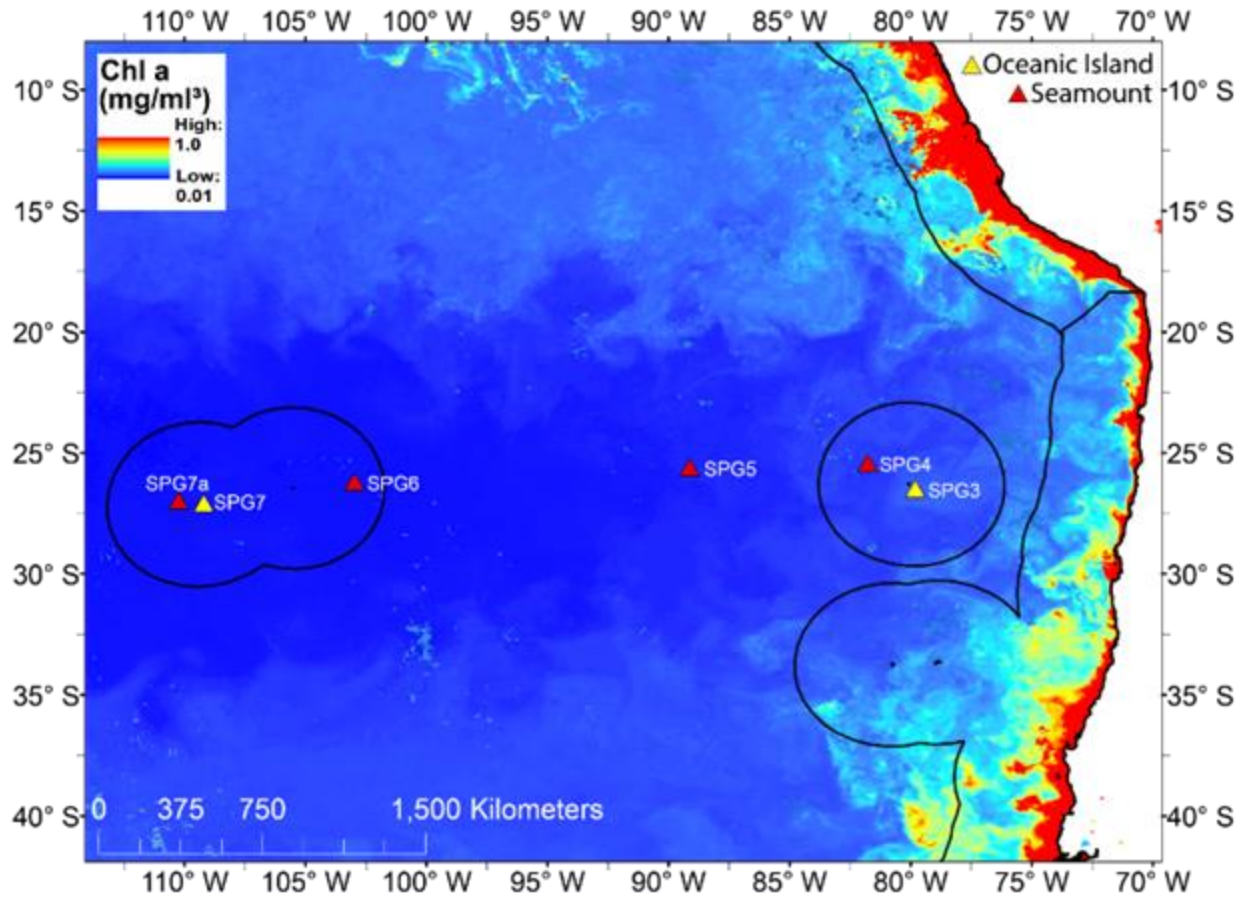 110° W 105° W 100° W 95° W 90° W 85° W 80° W 75° W 70° W
Chl a
(mg/ml³)
High:
1.0
Low:
0.01
Oceanic Island
Seamount
10° S 10° S
15° S 15° S
20° S 20° S
25° S 25° S
30° S 30° S
35° S 35° S
40° S 40° S
SPG7a
SPG7
SPG6
SPG5
SPG4
SPG3
0 375 750 1,500 Kilometers
110° W 105° W 100° W 95° W 90° W 85° W 80° W 75° W 70° W